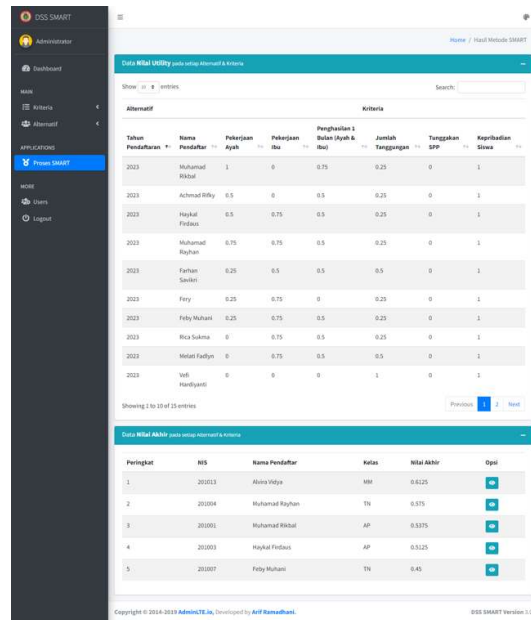 DSS SMART
Administrator
Dashboard
MAIN
Kriteria
Alternatif
APPLICATIONS
Proses SMART
MORE
Users
Logout
Home / Hasil Metode SMART
Data Nilai Utility pada setiap Alternatif & Kriteria
Show 10 entries Search:
Alternatif Kriteria
Tahun Pendaftaran Nama Pendaftar Pekerjaan Ayah Pekerjaan Ibu Penghasilan 1 Bulan (Ayah & Ibu) Jumlah Tanggungan Tunggakan SPP Kepribadian Siswa
2023 Muhamad Rikbal 1 0 0.75 0.25 0 1
2023 Achmad Rifky 0.5 0 0.5 0.25 0 1
2023 Haykal Firdaus 0.5 0.75 0.5 0.25 0 1
2023 Muhamad Rayhan 0.75 0.75 0.5 0.25 0 1
2023 Farhan Savikri 0.25 0.5 0.5 0.5 0 1
2023 Fery 0.25 0.75 0 0.25 0 1
2023 Feby Muhani 0.25 0.75 0.5 0.25 0 1
2023 Rica Sukma 0 0.75 0.5 0.25 0 1
2023 Melati Fadlyn 0 0.75 0.5 0.5 0 1
2023 Vefi Hardiyanti 0 0 0 1 0 1
Showing 1 to 10 of 15 entries Previous 1 2 Next
Data Nilai Akhir pada setiap Alternatif & Kriteria
Peringkat NIS Nama Pendaftar Kelas Nilai Akhir Opsi
1 201013 Alvira Vidya MM 0.6125
2 201004 Muhamad Rayhan TN 0.575
3 201001 Muhamad Rikbal AP 0.5375
4 201003 Haykal Firdaus AP 0.5125
5 201007 Feby Muhani TN 0.45
Copyright © 2014-2019 AdminLTE.io, Developed by Arif Ramadhani. DSS SMART Version